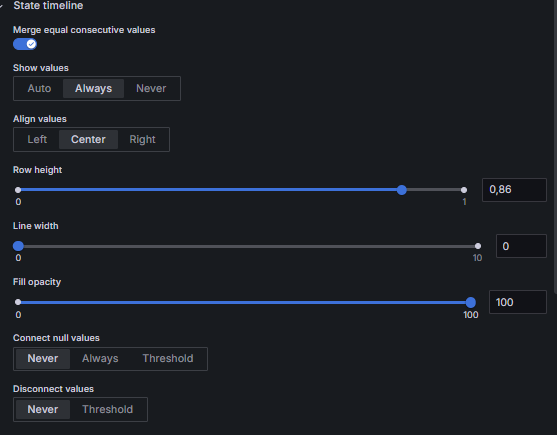 State timeline
Merge equal consecutive values
Show values
Auto Always Never
Align values
Left Center Right
Row height
0,86
0 1
Line width
0
0 10
Fill opacity
100
0 100
Connect null values
Never Always Threshold
Disconnect values
Never Threshold